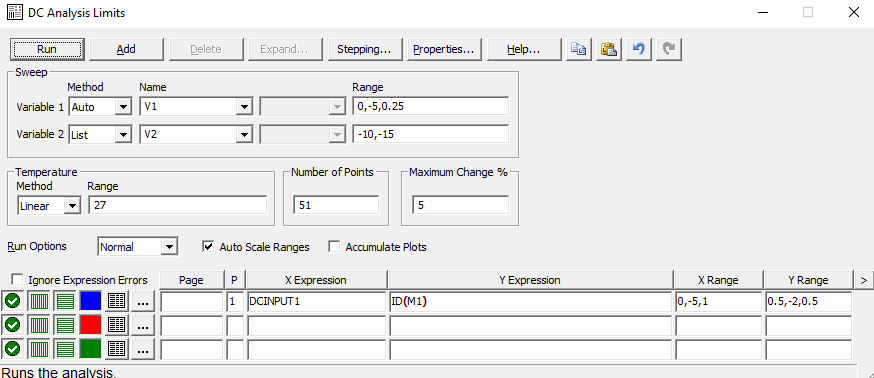 DC Analysis Limits
Run Add Delete Expand... Stepping... Properties... Help...
Sweep
Method Name Range
Variable 1 Auto V1 0,-5,0.25
Variable 2 List V2 -10,-15
Temperature Number of Points Maximum Change %
Method Range
Linear 27 51 5
Run Options Normal Auto Scale Ranges Accumulate Plots
Ignore Expression Errors Page P X Expression Y Expression X Range Y Range >
... 1 DCINPUT1 ID(M1) 0,-5,1 0.5,-2,0.5
...
...
Runs the analysis.